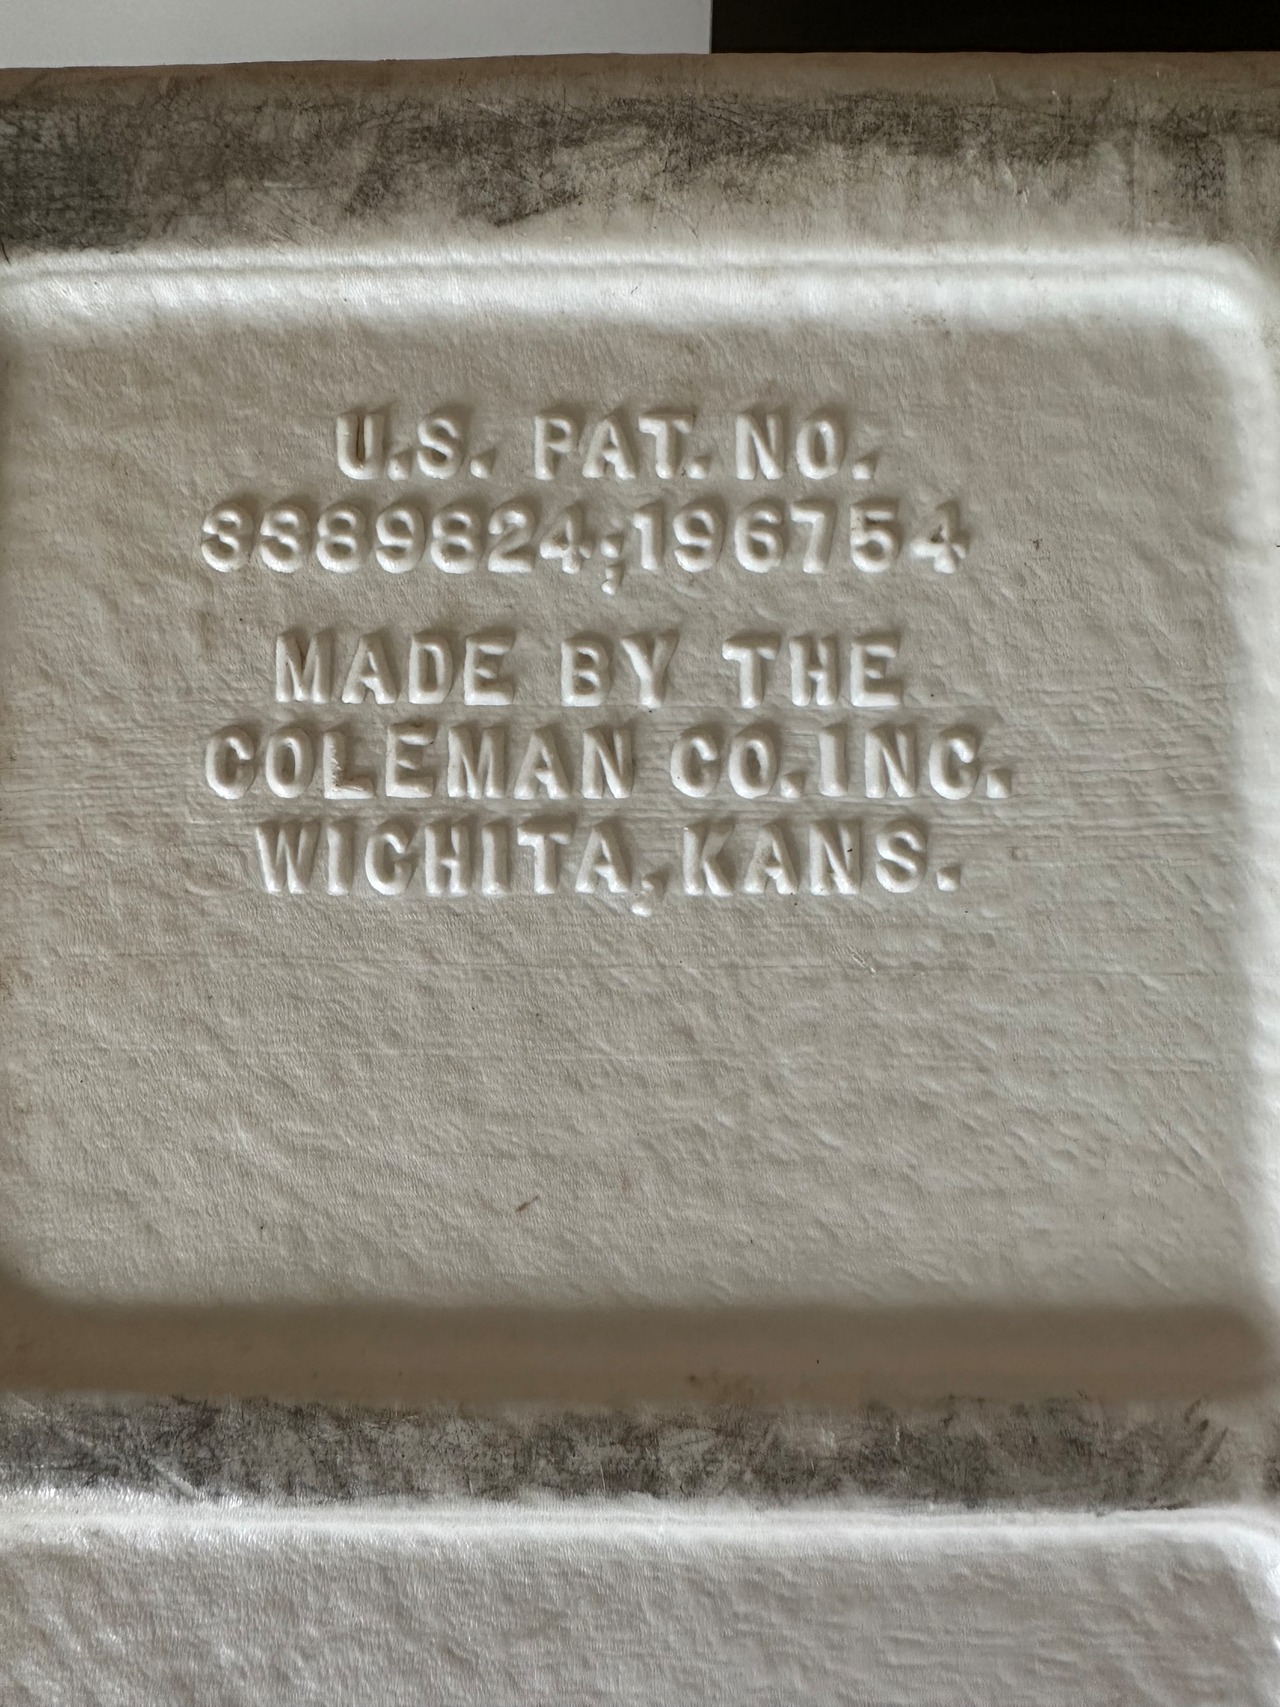 U.S. PAT. NO.
3389824;196754
MADE BY THE
COLEMAN CO. INC.
WICHITA, KANS.